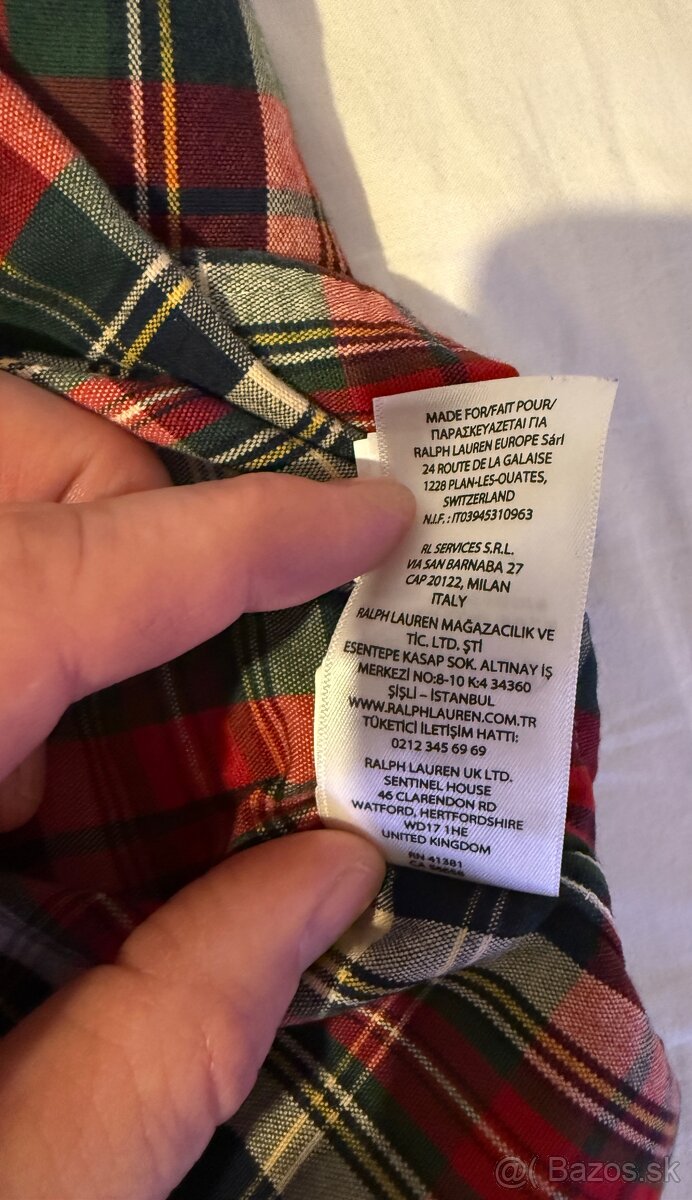 MADE FOR/FAIT POUR/
ΠΑΡΑΣΚΕΥΑΖΕΤΑΙ ΓΙΑ
RALPH LAUREN EUROPE Sárl
24 ROUTE DE LA GALAISE
1228 PLAN-LES-OUATES,
SWITZERLAND
N.I.F. : IT03945310963
RL SERVICES S.R.L.
VIA SAN BARNABA 27
CAP 20122, MILAN
ITALY
RALPH LAUREN MAĞAZACILIK VE
TİC. LTD. ŞTİ
ESENTEPE KASAP SOK. ALTINAY İŞ
MERKEZİ NO:8-10 K:4 34360
ŞİŞLİ – İSTANBUL
WWW.RALPHLAUREN.COM.TR
TÜKETİCİ İLETİŞİM HATTI:
0212 345 69 69
RALPH LAUREN UK LTD.
SENTINEL HOUSE
46 CLARENDON RD
WATFORD, HERTFORDSHIRE
WD17 1HE
UNITED KINGDOM
RN 41381
CA
@( Bazos.sk